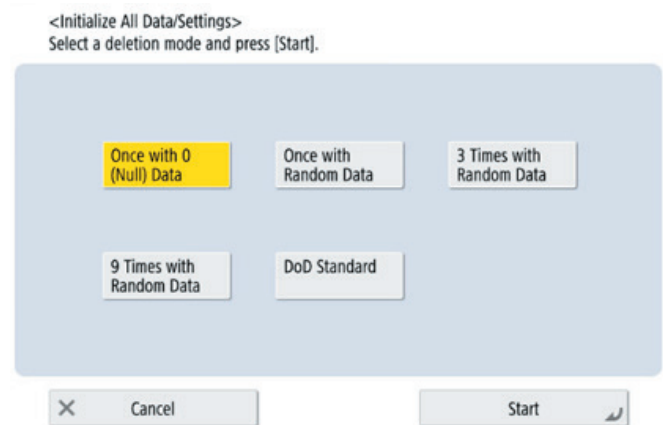 <Initialize All Data/Settings>
Select a deletion mode and press [Start].
Once with 0
(Null) Data
Once with
Random Data
3 Times with
Random Data
9 Times with
Random Data
DoD Standard
Cancel
Start